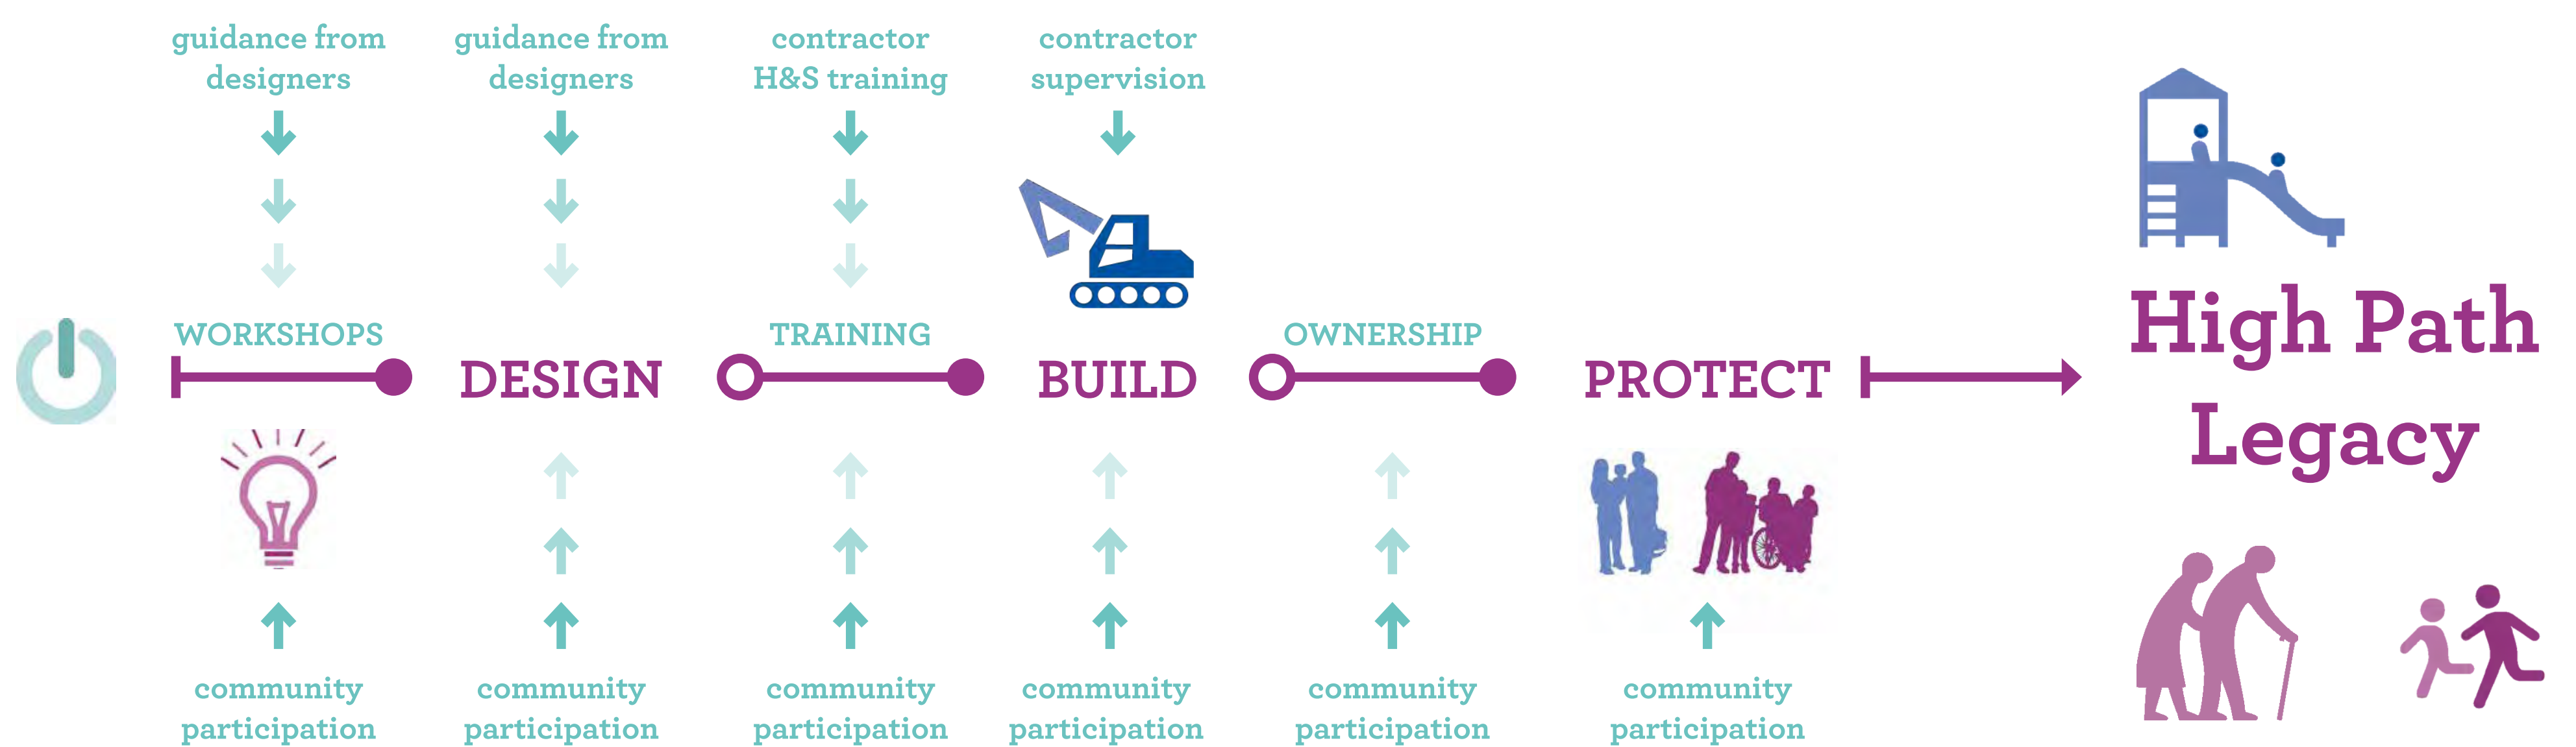 guidance from
designers
guidance from
designers
contractor
H&S training
contractor
supervision
WORKSHOPS
DESIGN
TRAINING
BUILD
OWNERSHIP
PROTECT
High Path
Legacy
community
participation
community
participation
community
participation
community
participation
community
participation
community
participation